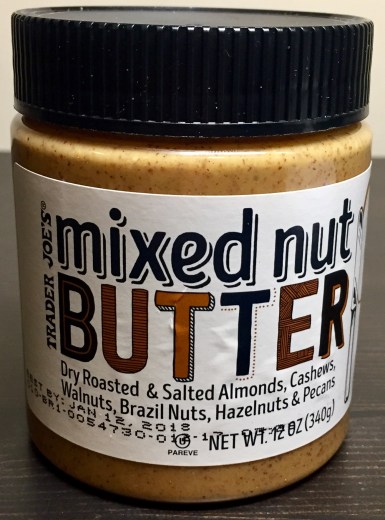 TRADER JOE'S®
mixed nut
BUTTER
Dry Roasted & Salted Almonds, Cashews,
Walnuts, Brazil Nuts, Hazelnuts & Pecans
BY: JAN 12, 2018
NET WT. 12 OZ (340g)
U
PAREVE